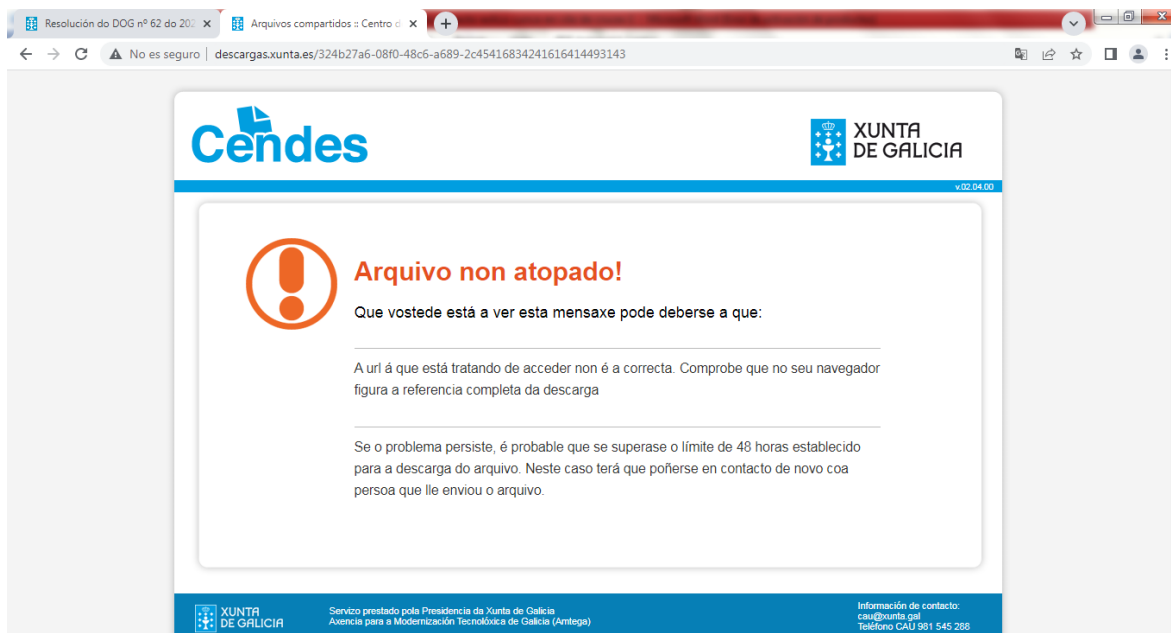 Resolución do DOG nº 62 do 202
Arquivos compartidos :: Centro d
No es seguro | descargas.xunta.es/324b27a6-08f0-48c6-a689-2c45416834241616414493143
Cendes
XUNTA
DE GALICIA
v.02.04.00
Arquivo non atopado!
Que vostede está a ver esta mensaxe pode deberse a que:
A url á que está tratando de acceder non é a correcta. Comprobe que no seu navegador
figura a referencia completa da descarga
Se o problema persiste, é probable que se superase o límite de 48 horas establecido
para a descarga do arquivo. Neste caso terá que poñerse en contacto de novo coa
persoa que lle enviou o arquivo.
XUNTA
DE GALICIA
Servizo prestado pola Presidencia da Xunta de Galicia
Axencia para a Modernización Tecnolóxica de Galicia (Amtega)
Información de contacto:
cau@xunta.gal
Teléfono CAU 981 545 288